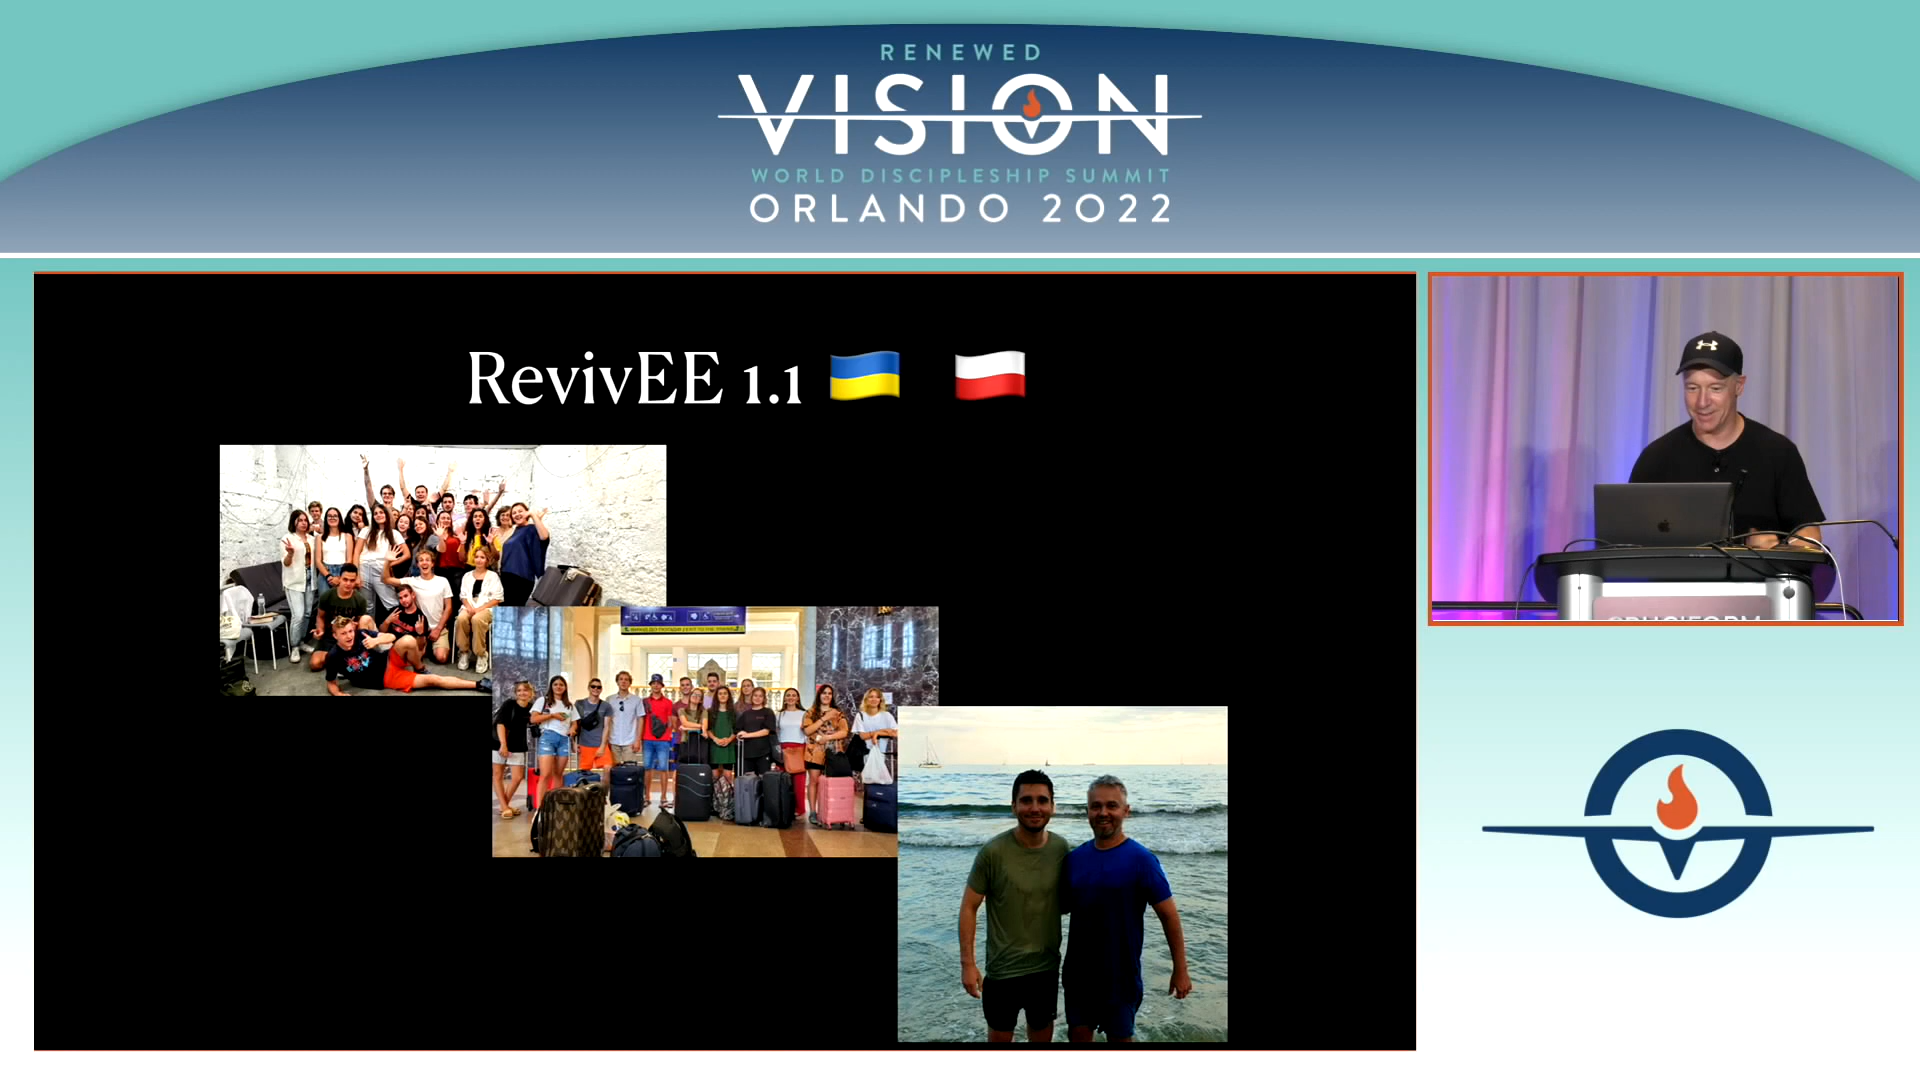 RENEWED
VISION
WORLD DISCIPLESHIP SUMMIT
ORLANDO 2022
RevivEE 1.1